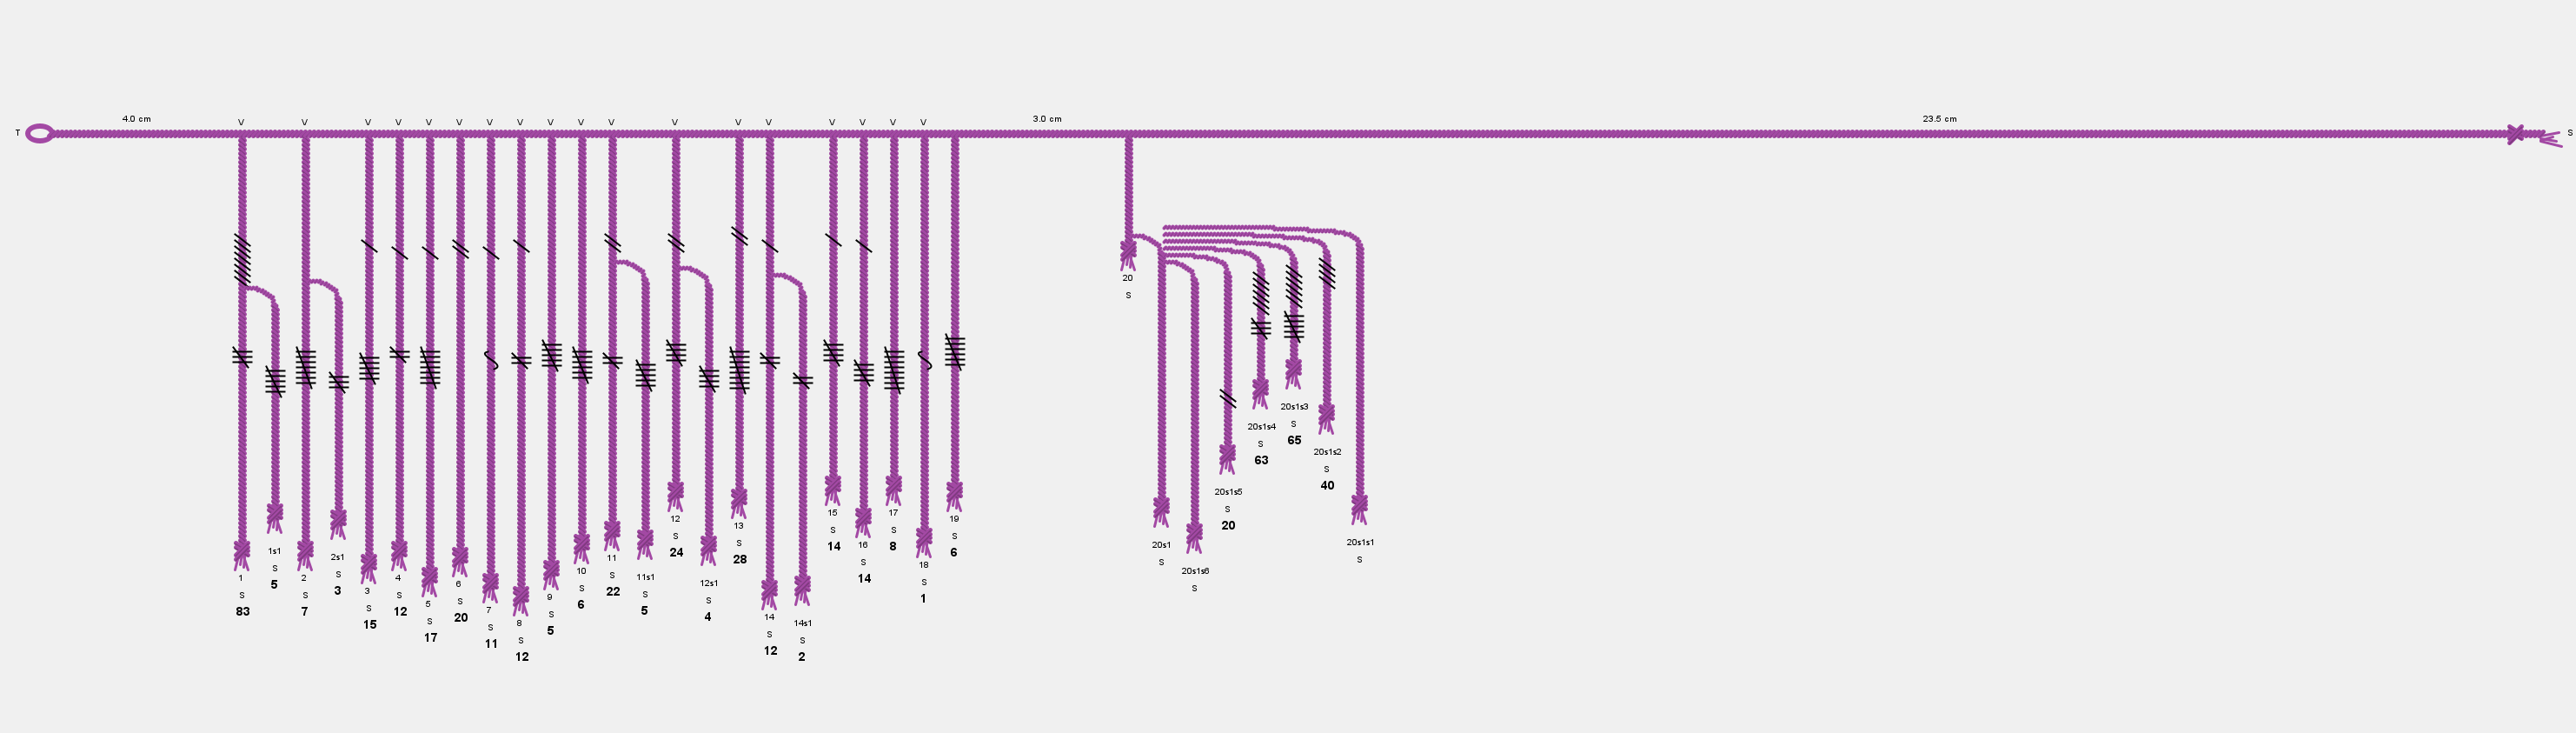 4.0 cm 3.0 cm 23.5 cm
V V V V V V V V V V V V V V V V V V
T S
20
S
20s1s3
S
65
20s1s4
S
63
20s1s2
S
40
20s1s5
S
20
20s1
S
20s1s1
S
20s1s6
S
12
S
24
13
S
28
15
S
14
17
S
8
19
S
6
16
S
14
1s1
S
5
2s1
S
3
11
S
22
18
S
1
10
S
6
11s1
S
5
12s1
S
4
1
S
83
2
S
7
4
S
12
6
S
20
3
S
15
9
S
5
5
S
17
7
S
11
14
S
12
14s1
S
2
8
S
12